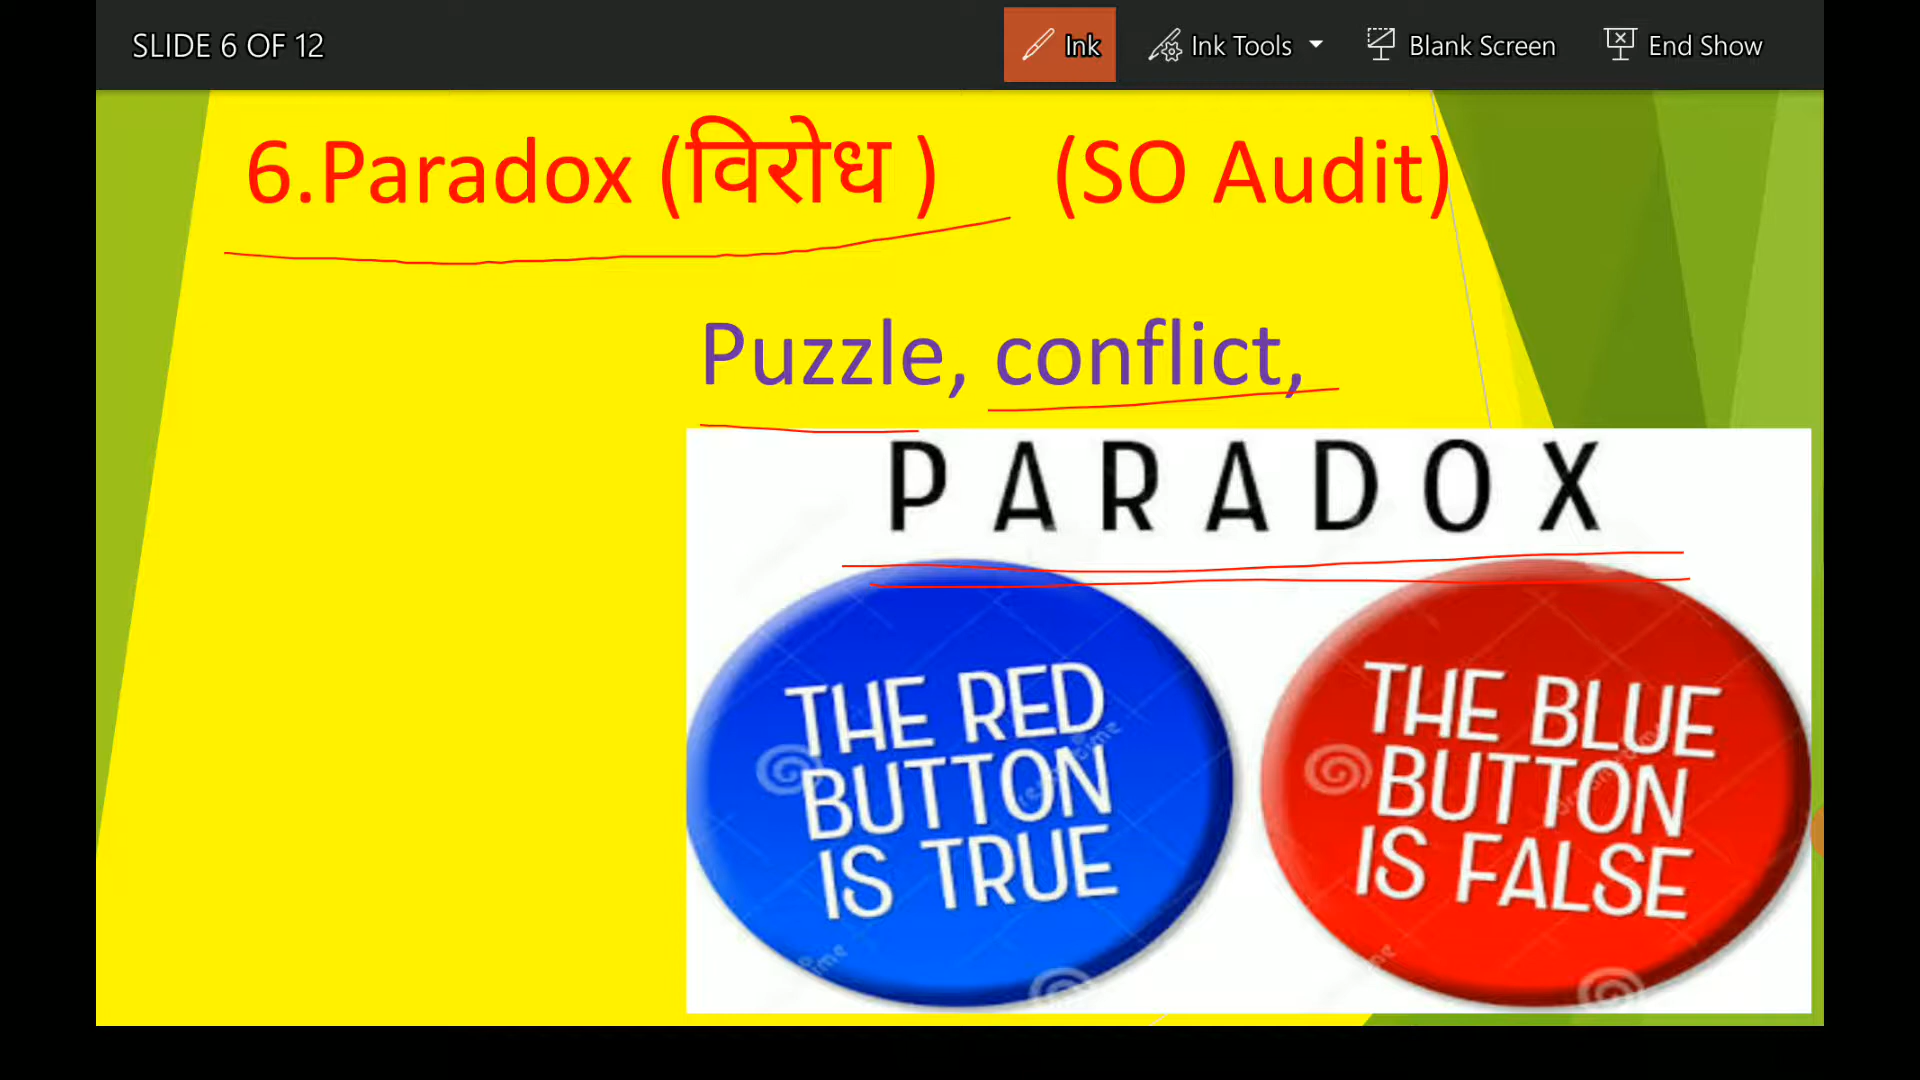 SLIDE 6 OF 12 Ink Ink Tools Blank Screen End Show
6.Paradox (विरोध ) (SO Audit)
Puzzle, conflict,
PARADOX
THE RED
BUTTON
IS TRUE
THE BLUE
BUTTON
IS FALSE